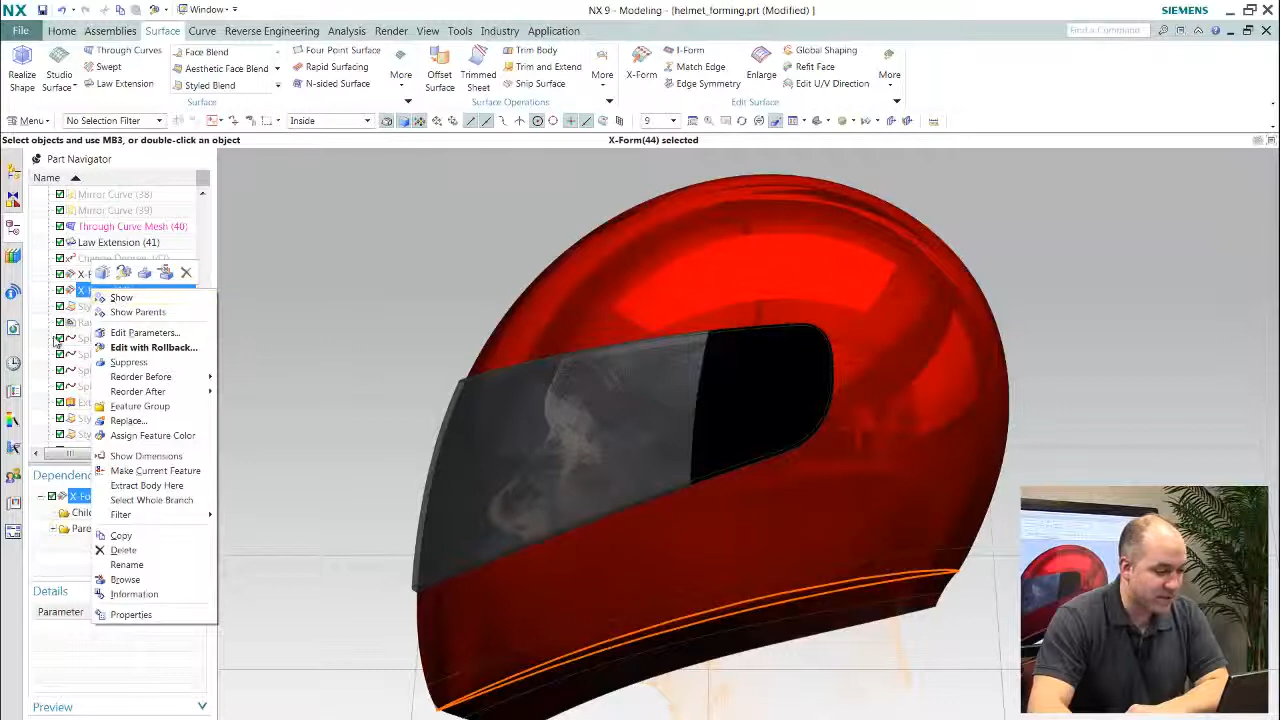 NX
Window
NX 9 - Modeling - [helmet_forming.prt (Modified) ]
SIEMENS
File Home Assemblies Surface Curve Reverse Engineering Analysis Render View Tools Industry Application
Find a Command
Realize Shape
Studio Surface
Through Curves
Swept
Law Extension
Face Blend
Aesthetic Face Blend
Styled Blend
Surface
Four Point Surface
Rapid Surfacing
N-sided Surface
More
Offset Surface
Trimmed Sheet
Trim Body
Trim and Extend
Snip Surface
More
Surface Operations
X-Form
I-Form
Match Edge
Edge Symmetry
Enlarge
Global Shaping
Refit Face
Edit U/V Direction
More
Edit Surface
Menu
No Selection Filter
Inside
9
Select objects and use MB3, or double-click an object
X-Form(44) selected
Part Navigator
Name
Mirror Curve (38)
Mirror Curve (39)
Through Curve Mesh (40)
Law Extension (41)
Show
Show Parents
Edit Parameters...
Edit with Rollback...
Suppress
Reorder Before
Reorder After
Feature Group
Replace...
Assign Feature Color
Show Dimensions
Make Current Feature
Extract Body Here
Select Whole Branch
Filter
Copy
Delete
Rename
Browse
Information
Properties
Details
Parameter
Preview